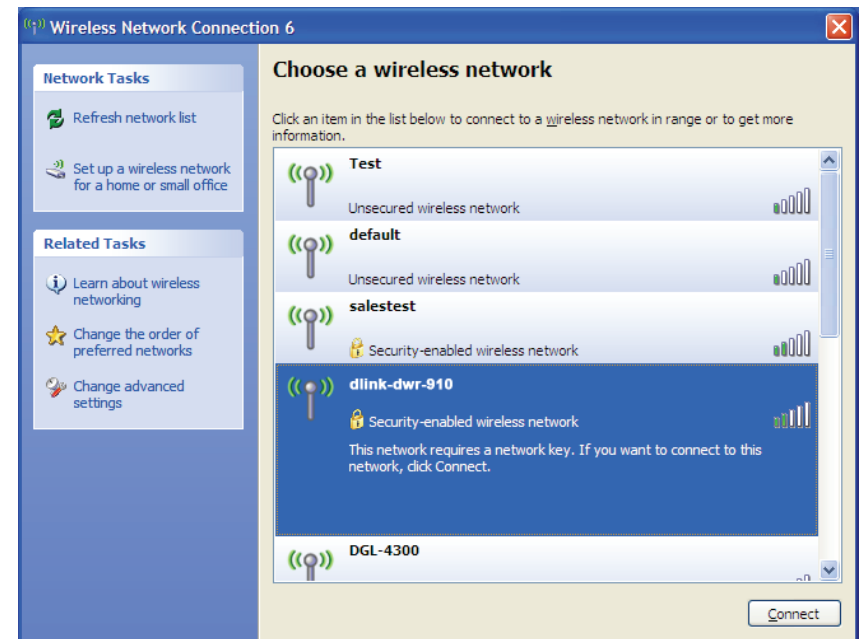 Wireless Network Connection 6
Network Tasks
Refresh network list
Set up a wireless network
for a home or small office
Related Tasks
Learn about wireless
networking
Change the order of
preferred networks
Change advanced
settings
Choose a wireless network
Click an item in the list below to connect to a wireless network in range or to get more
information.
Test
Unsecured wireless network
default
Unsecured wireless network
salestest
Security-enabled wireless network
dlink-dwr-910
Security-enabled wireless network
This network requires a network key. If you want to connect to this
network, click Connect.
DGL-4300
Connect